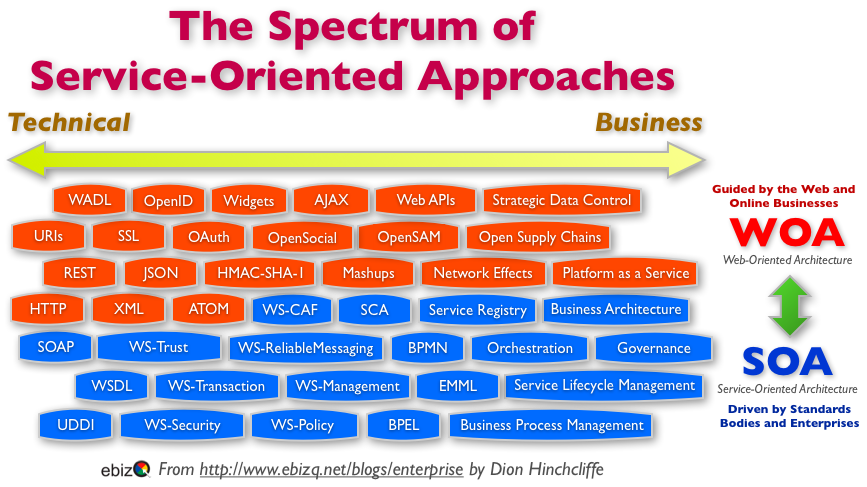 The Spectrum of
Service-Oriented Approaches
Technical
Business
WADL
OpenID
Widgets
AJAX
Web APIs
Strategic Data Control
URIs
SSL
OAuth
OpenSocial
OpenSAM
Open Supply Chains
REST
JSON
HMAC-SHA-1
Mashups
Network Effects
Platform as a Service
HTTP
XML
ATOM
WS-CAF
SCA
Service Registry
Business Architecture
SOAP
WS-Trust
WS-ReliableMessaging
BPMN
Orchestration
Governance
WSDL
WS-Transaction
WS-Management
EMML
Service Lifecycle Management
UDDI
WS-Security
WS-Policy
BPEL
Business Process Management
Guided by the Web and
Online Businesses
WOA
Web-Oriented Architecture
SOA
Service-Oriented Architecture
Driven by Standards
Bodies and Enterprises
ebizQ From http://www.ebizq.net/blogs/enterprise by Dion Hinchcliffe